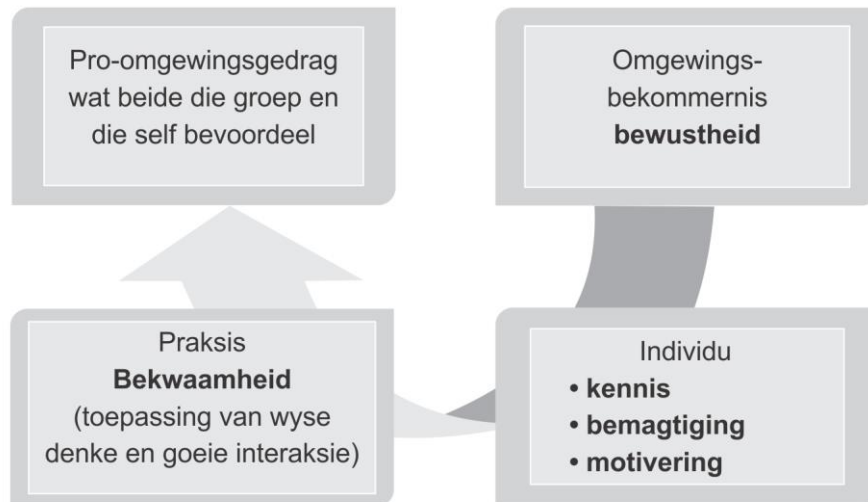 Pro-omgewingsgedrag
wat beide die groep en
die self bevoordeel
Omgewings-
bekommernis
bewustheid
Praksis
Bekwaamheid
(toepassing van wyse
denke en goeie interaksie)
Individu
• kennis
• bemagtiging
• motivering